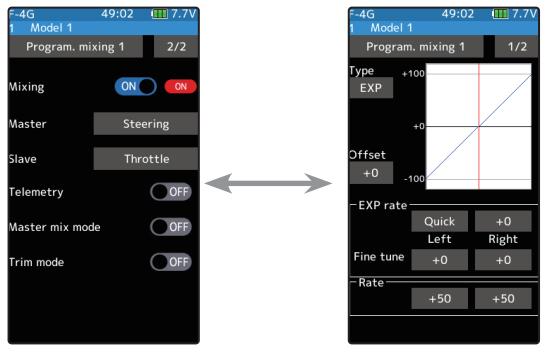 F-4G 49:02 7.7V
1 Model 1
Program. mixing 1 2/2
Mixing ON ON
Master Steering
Slave Throttle
Telemetry OFF
Master mix mode OFF
Trim mode OFF
F-4G 49:02 7.7V
1 Model 1
Program. mixing 1 1/2
Type
EXP
+100
+0
-100
Offset
+0
EXP rate
Quick +0
Left Right
Fine tune +0 +0
Rate
+50 +50